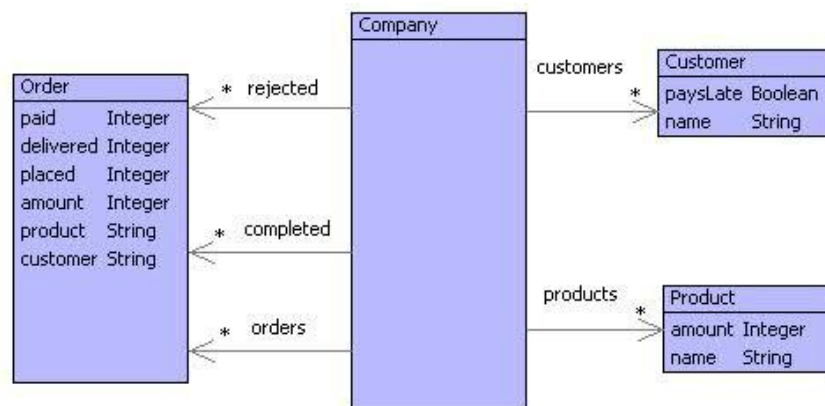 Company
customers
Customer
paysLate Boolean
name String
*
Order
paid Integer
delivered Integer
placed Integer
amount Integer
product String
customer String
* rejected
* completed
* orders
products
*
Product
amount Integer
name String